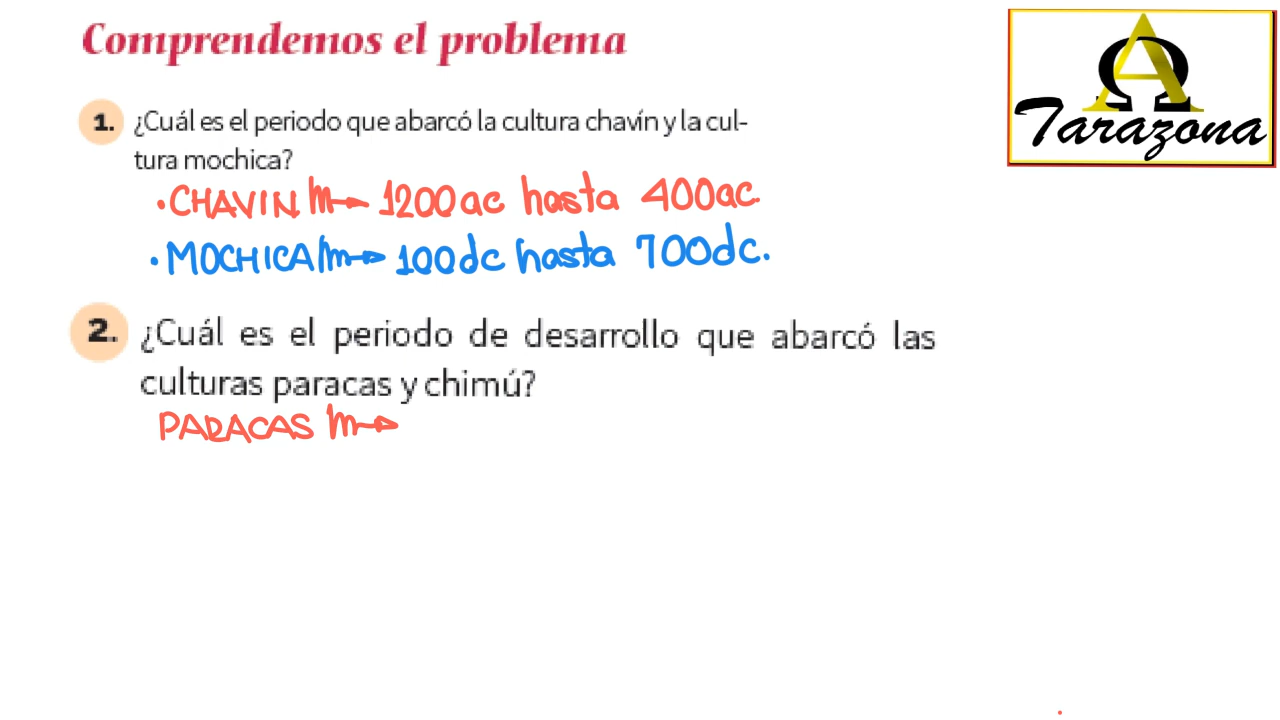 Comprendemos el problema
Tarazona
1. ¿Cuál es el periodo que abarcó la cultura chavín y la cul-
tura mochica?
• CHAVIN → 1200ac hasta 400ac.
• MOCHICA → 100dc hasta 700dc.
2. ¿Cuál es el periodo de desarrollo que abarcó las
culturas paracas y chimú?
PARACAS →